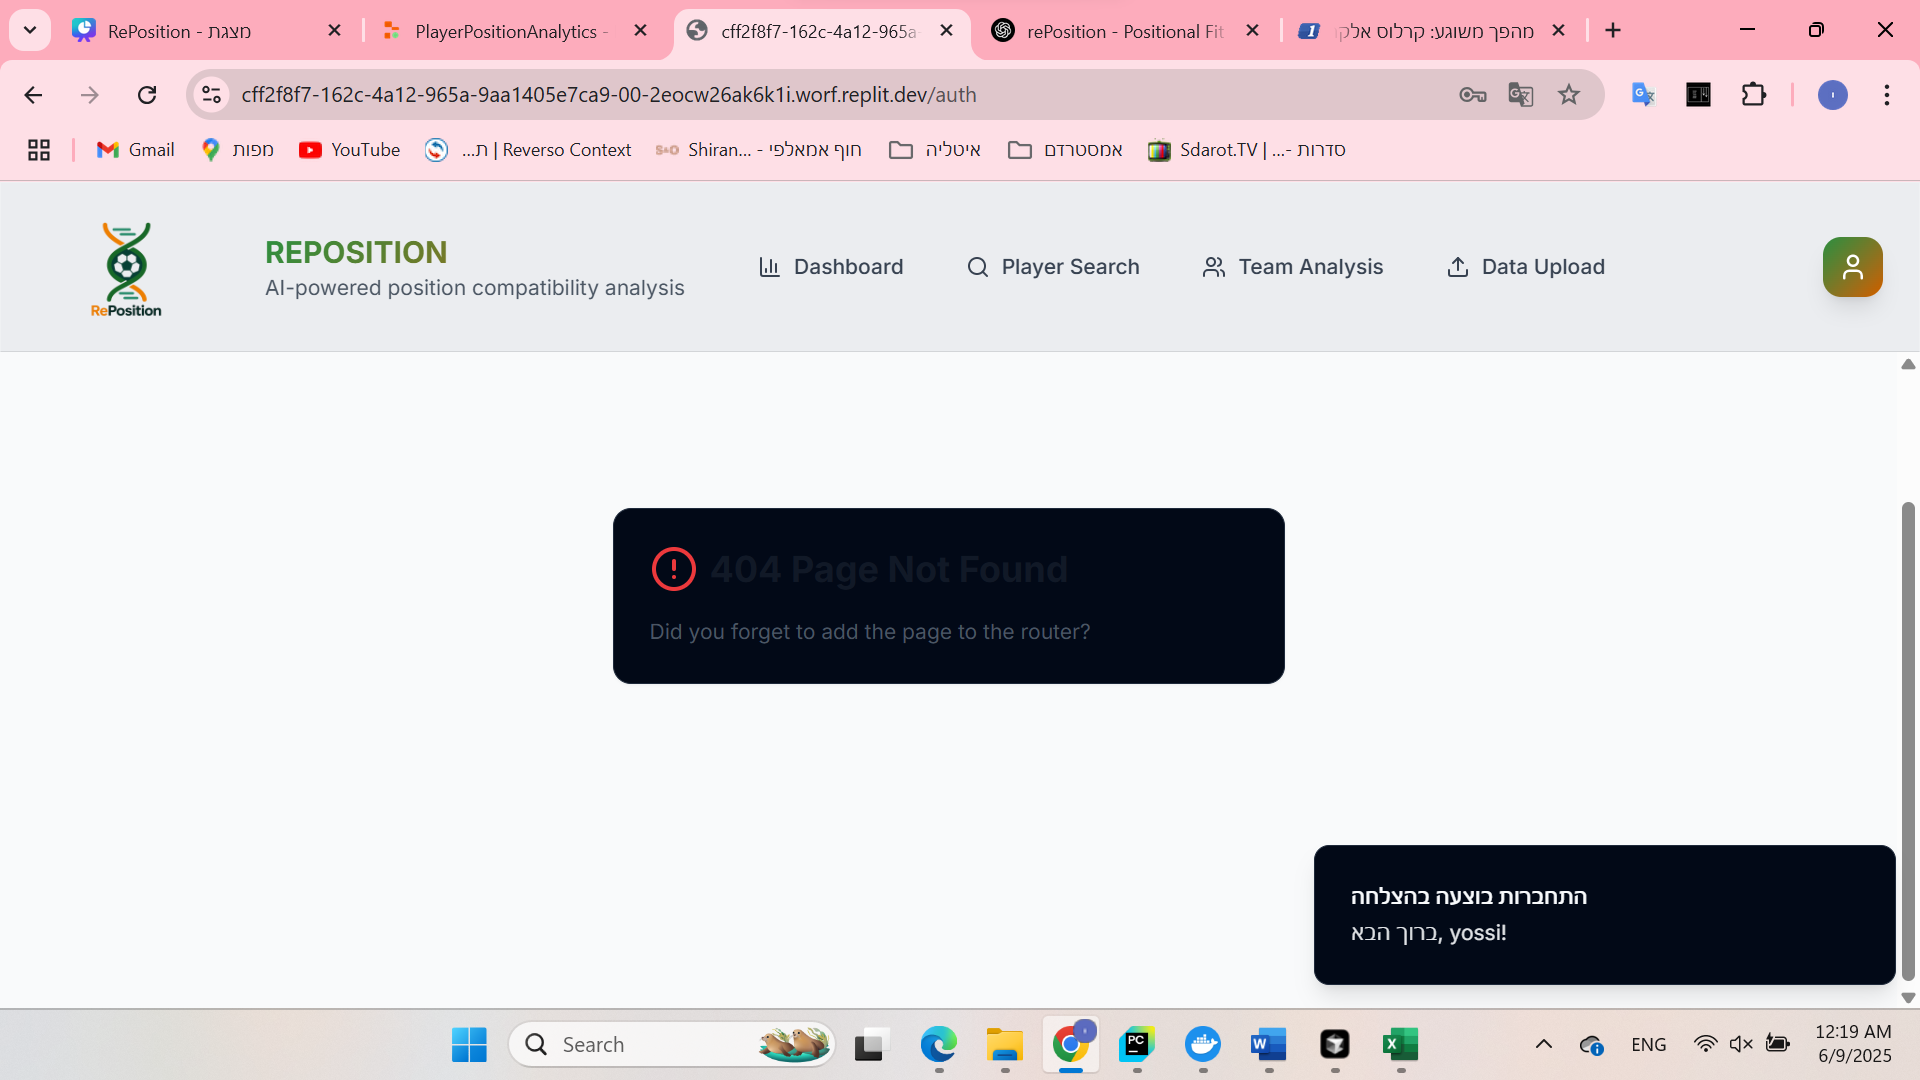 RePosition - מצגת
PlayerPositionAnalytics -
cff2f8f7-162c-4a12-965a-
rePosition - Positional Fit
מהפך משוגע: קרלוס אלקו
cff2f8f7-162c-4a12-965a-9aa1405e7ca9-00-2eocw26ak6k1i.worf.replit.dev/auth
Gmail
מפות
YouTube
...ת | Reverso Context
Shiran... - חוף אמאלפי
איטליה
אמסטרדם
Sdarot.TV | ...- סדרות
RePosition
REPOSITION
AI-powered position compatibility analysis
Dashboard
Player Search
Team Analysis
Data Upload
404 Page Not Found
Did you forget to add the page to the router?
התחברות בוצעה בהצלחה
ברוך הבא, yossi!
Search
ENG
12:19 AM
6/9/2025